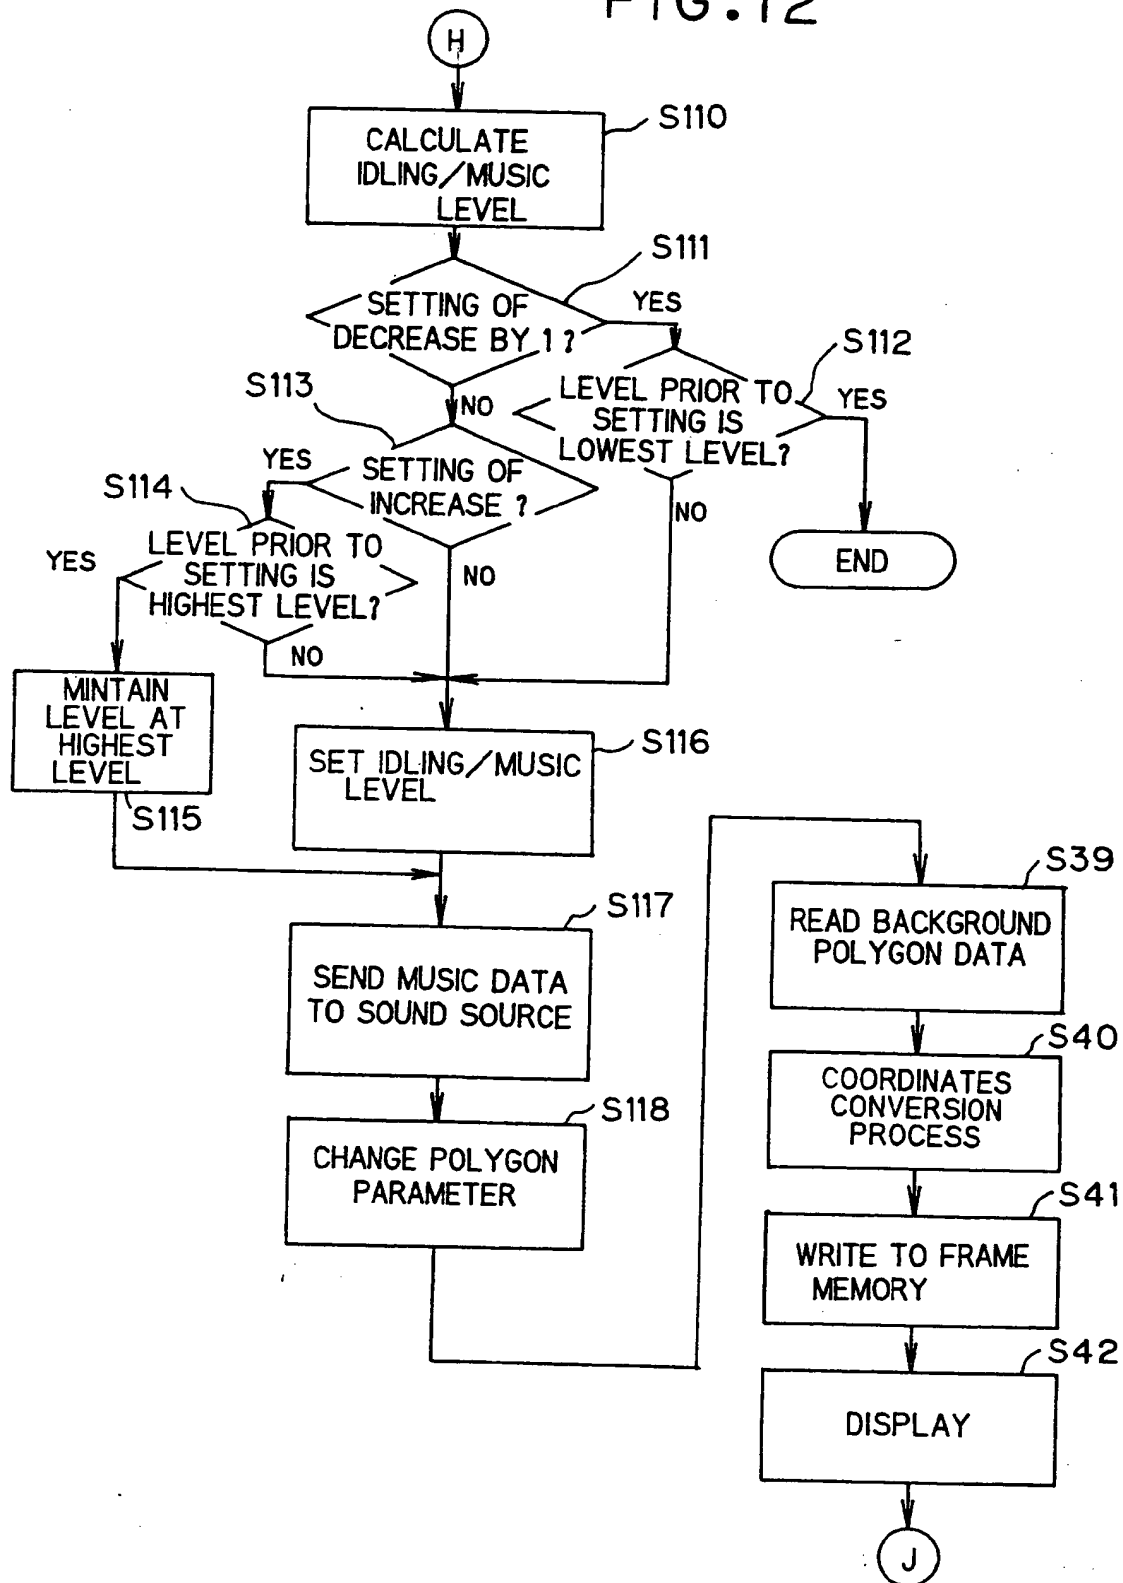 FIG.12
H
S110
CALCULATE
IDLING/MUSIC
LEVEL
S111
SETTING OF
DECREASE BY 1?
YES
S112
LEVEL PRIOR TO
SETTING IS
LOWEST LEVEL?
YES
NO
END
NO
S113
SETTING OF
INCREASE ?
YES
NO
S114
LEVEL PRIOR TO
SETTING IS
HIGHEST LEVEL?
YES
NO
MINTAIN
LEVEL AT
HIGHEST
LEVEL
S115
S116
SET IDLING/MUSIC
LEVEL
S117
SEND MUSIC DATA
TO SOUND SOURCE
S118
CHANGE POLYGON
PARAMETER
S39
READ BACKGROUND
POLYGON DATA
S40
COORDINATES
CONVERSION
PROCESS
S41
WRITE TO FRAME
MEMORY
S42
DISPLAY
J